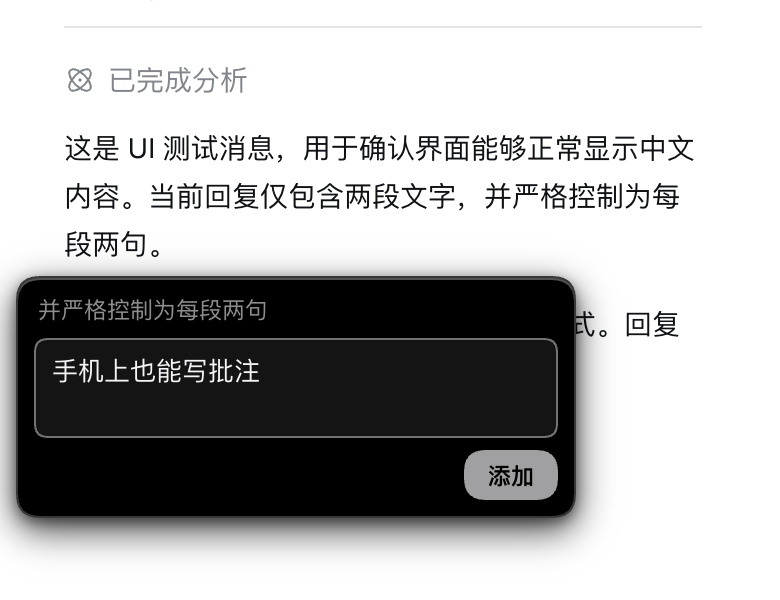 已完成分析
这是 UI 测试消息，用于确认界面能够正常显示中文
内容。当前回复仅包含两段文字，并严格控制为每
段两句。
并严格控制为每段两句
式。回复
手机上也能写批注
添加